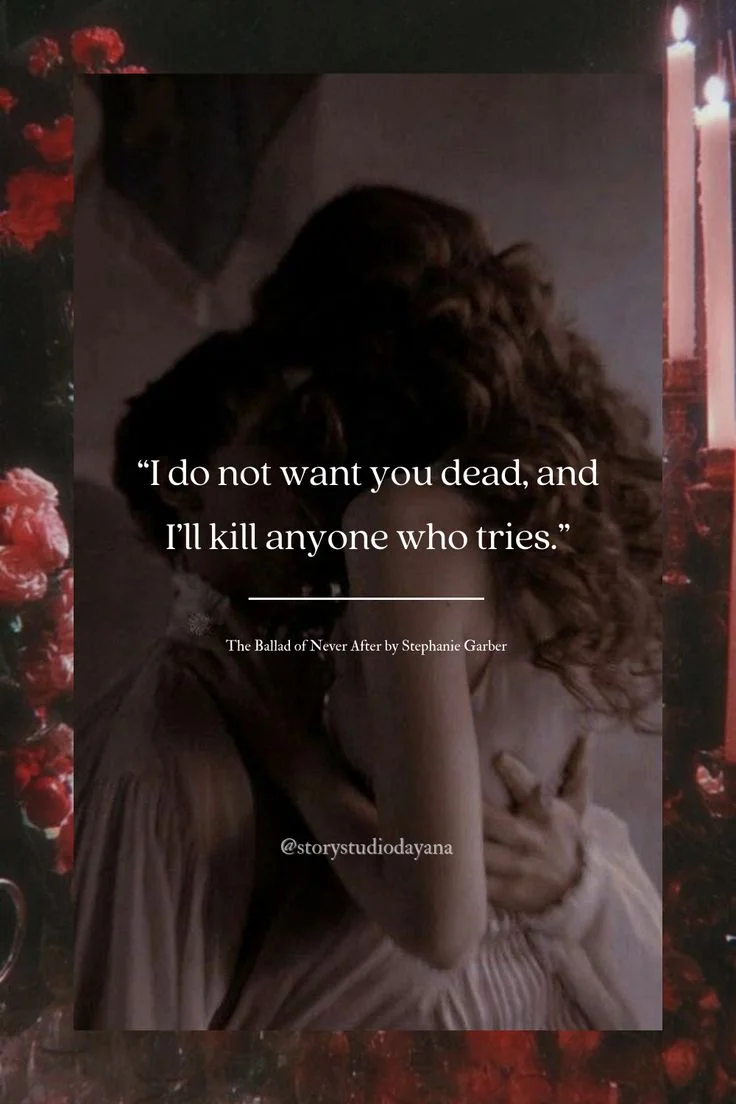 “I do not want you dead, and
I’ll kill anyone who tries.”
The Ballad of Never After by Stephanie Garber
@storystudiodayana